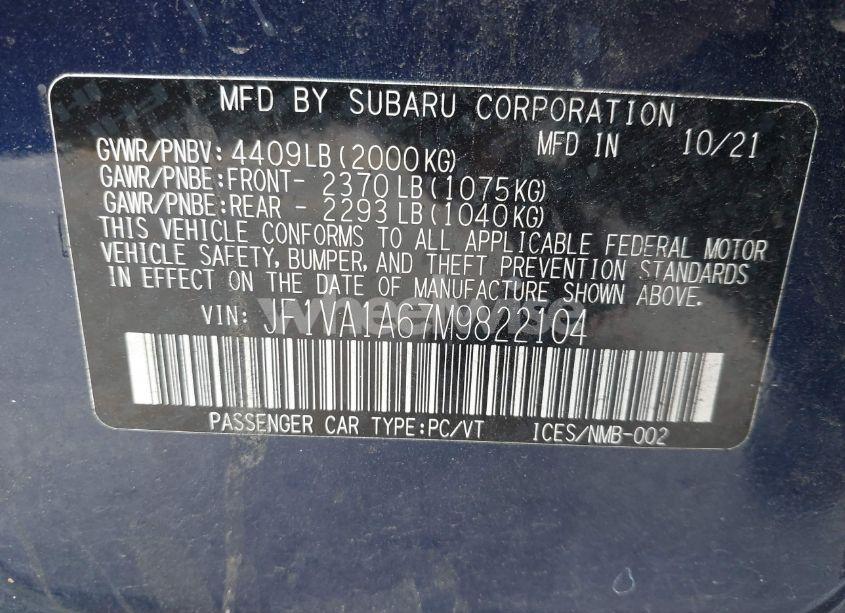 MFD BY SUBARU CORPORATION
MFD IN 10/21
GVWR/PNBV: 4409LB(2000KG)
GAWR/PNBE:FRONT- 2370LB(1075KG)
GAWR/PNBE:REAR - 2293LB(1040KG)
THIS VEHICLE CONFORMS TO ALL APPLICABLE FEDERAL MOTOR
VEHICLE SAFETY, BUMPER, AND THEFT PREVENTION STANDARDS
IN EFFECT ON THE DATE OF MANUFACTURE SHOWN ABOVE.
VIN: JF1VA1A67M9822104
PASSENGER CAR TYPE:PC/VT ICES/NMB-002